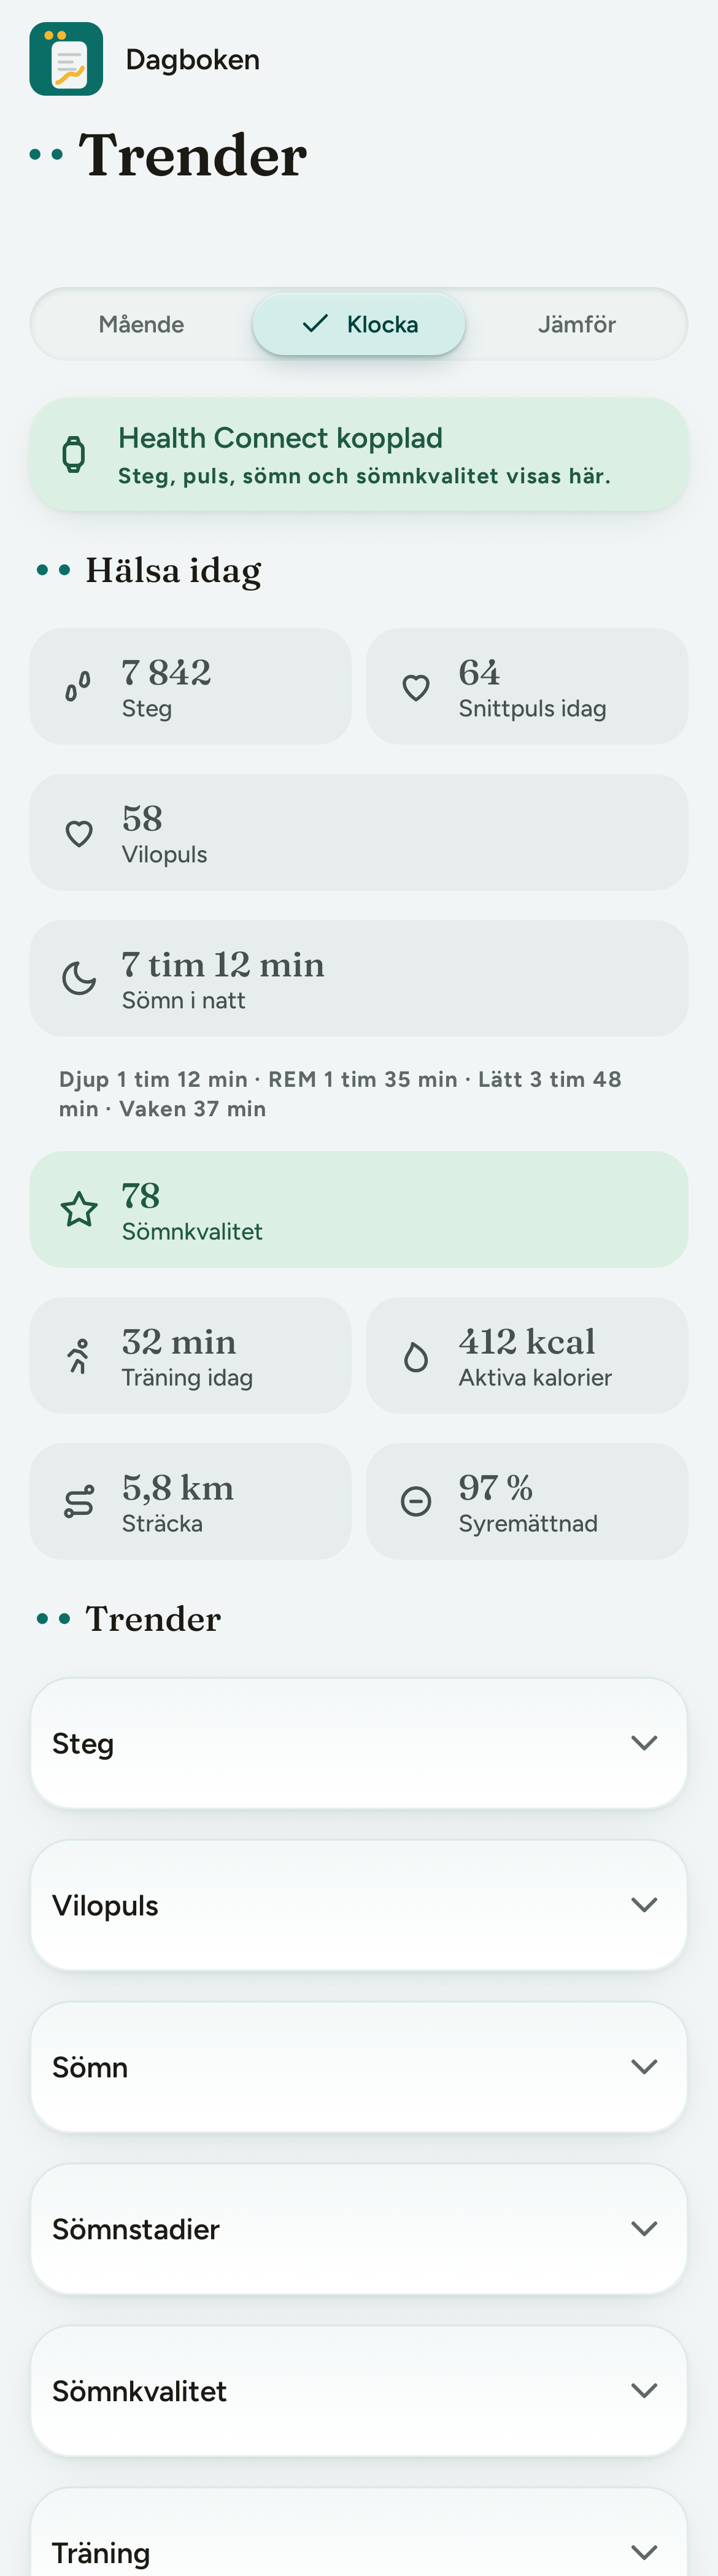 Dagboken
Trender
Mående
Klocka
Jämför
Health Connect kopplad
Steg, puls, sömn och sömnkvalitet visas här.
Hälsa idag
7 842
Steg
64
Snittpuls idag
58
Vilopuls
7 tim 12 min
Sömn i natt
Djup 1 tim 12 min · REM 1 tim 35 min · Lätt 3 tim 48
min · Vaken 37 min
78
Sömnkvalitet
32 min
Träning idag
412 kcal
Aktiva kalorier
5,8 km
Sträcka
97 %
Syremättnad
Trender
Steg
Vilopuls
Sömn
Sömnstadier
Sömnkvalitet
Träning